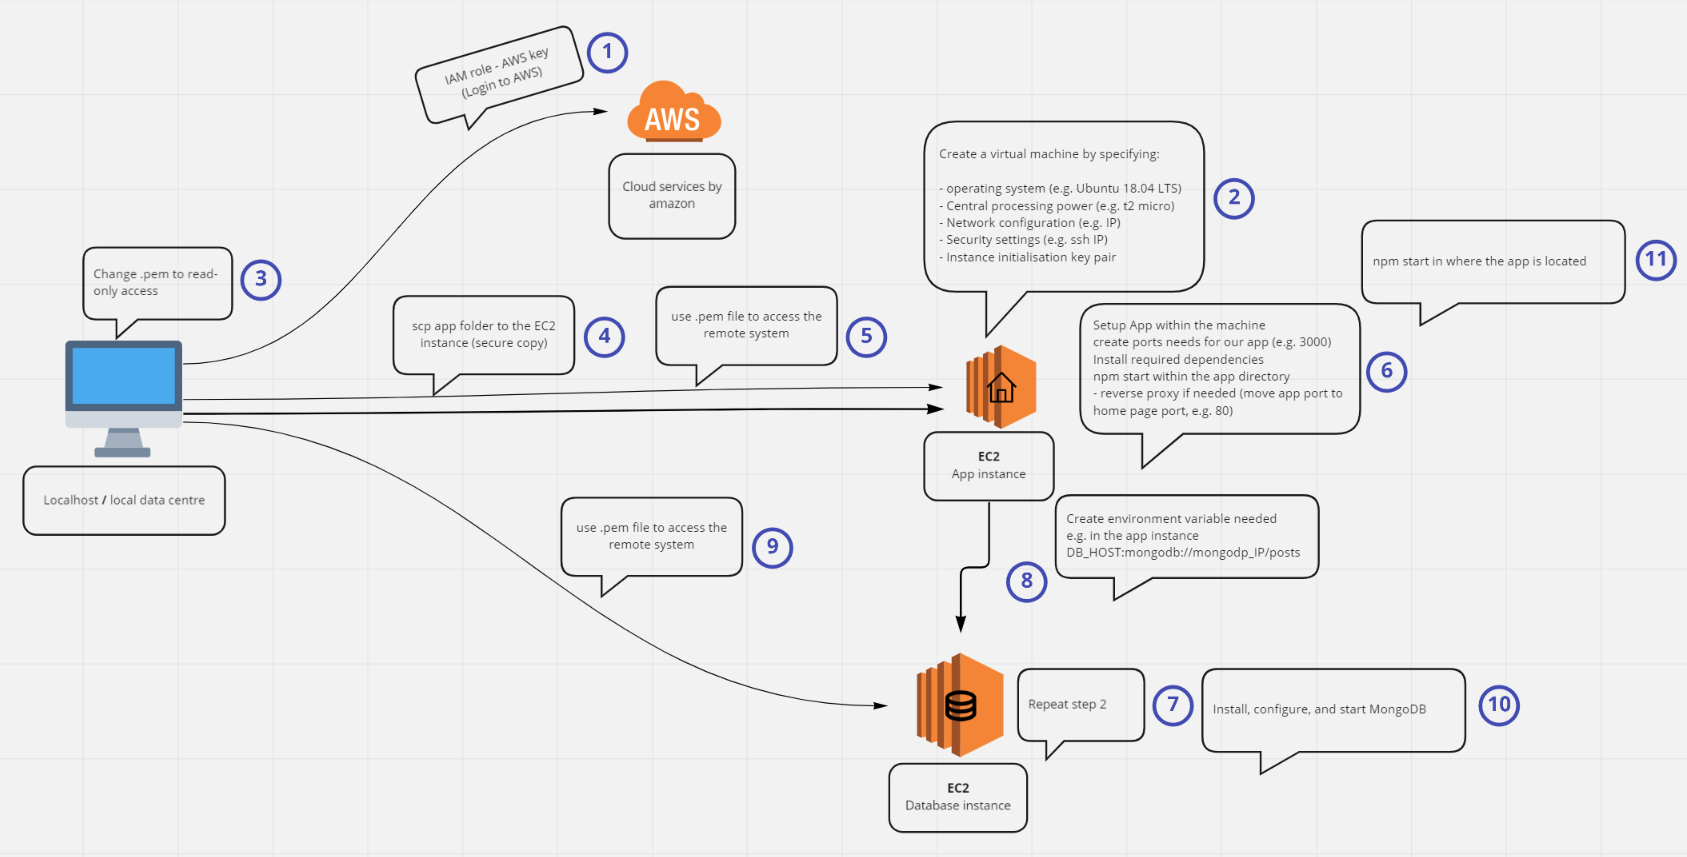 IAM role - AWS key
(Login to AWS)
1
AWS
Cloud services by
amazon
Create a virtual machine by specifying:
- operating system (e.g. Ubuntu 18.04 LTS)
- Central processing power (e.g. t2 micro)
- Network configuration (e.g. IP)
- Security settings (e.g. ssh IP)
- Instance initialisation key pair
2
Change .pem to read-
only access
3
scp app folder to the EC2
instance (secure copy)
4
use .pem file to access the
remote system
5
Setup App within the machine
create ports needs for our app (e.g. 3000)
Install required dependencies
npm start within the app directory
- reverse proxy if needed (move app port to
home page port, e.g. 80)
6
npm start in where the app is located
11
Localhost / local data centre
EC2
App instance
use .pem file to access the
remote system
9
Create environment variable needed
e.g. in the app instance
DB_HOST:mongodb://mongodp_IP/posts
8
Repeat step 2
7
Install, configure, and start MongoDB
10
EC2
Database instance